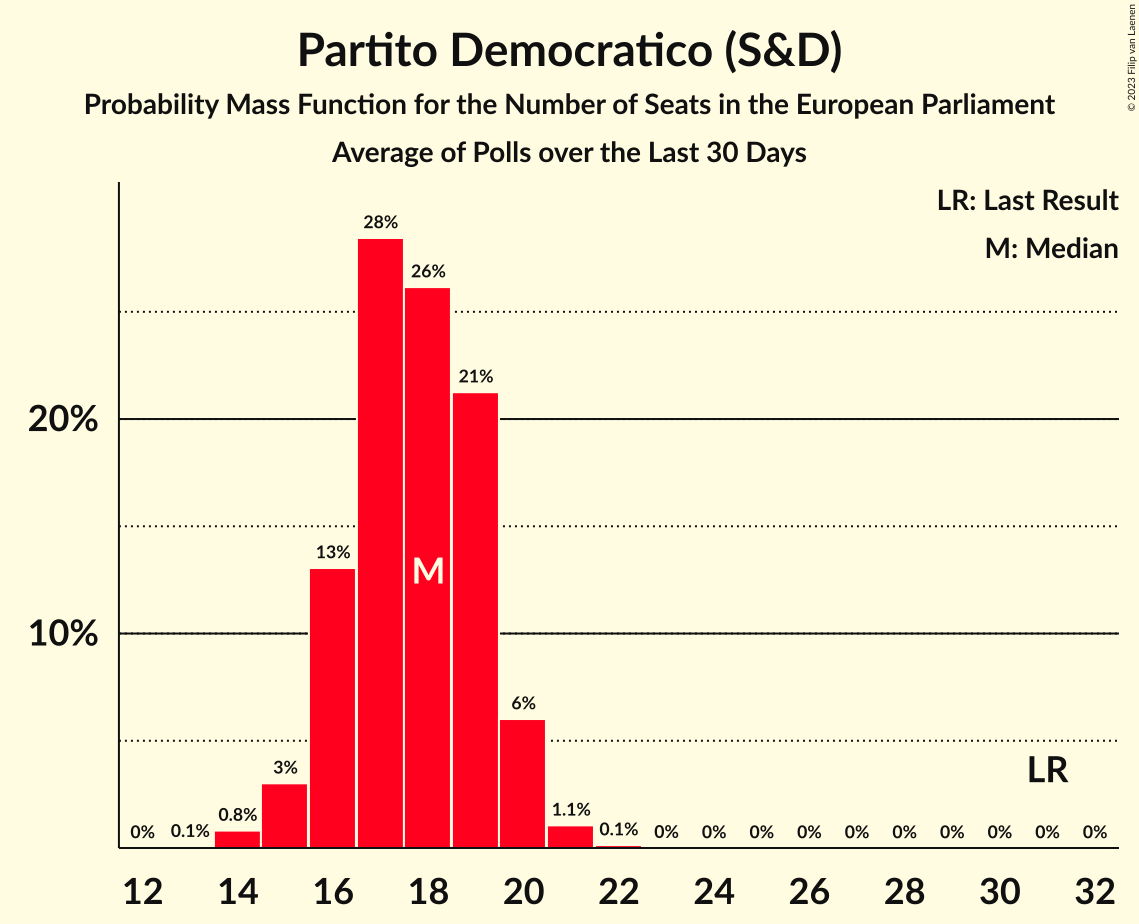 Partito Democratico (S&D)
Probability Mass Function for the Number of Seats in the European Parliament
Average of Polls over the Last 30 Days
© 2023 Filip van Laenen
LR: Last Result
M: Median
28%
26%
21%
20%
13%
M
10%
6%
LR
3%
0% 0.1% 0.8% 1.1% 0.1% 0% 0% 0% 0% 0% 0% 0% 0% 0% 0%
12 14 16 18 20 22 24 26 28 30 32